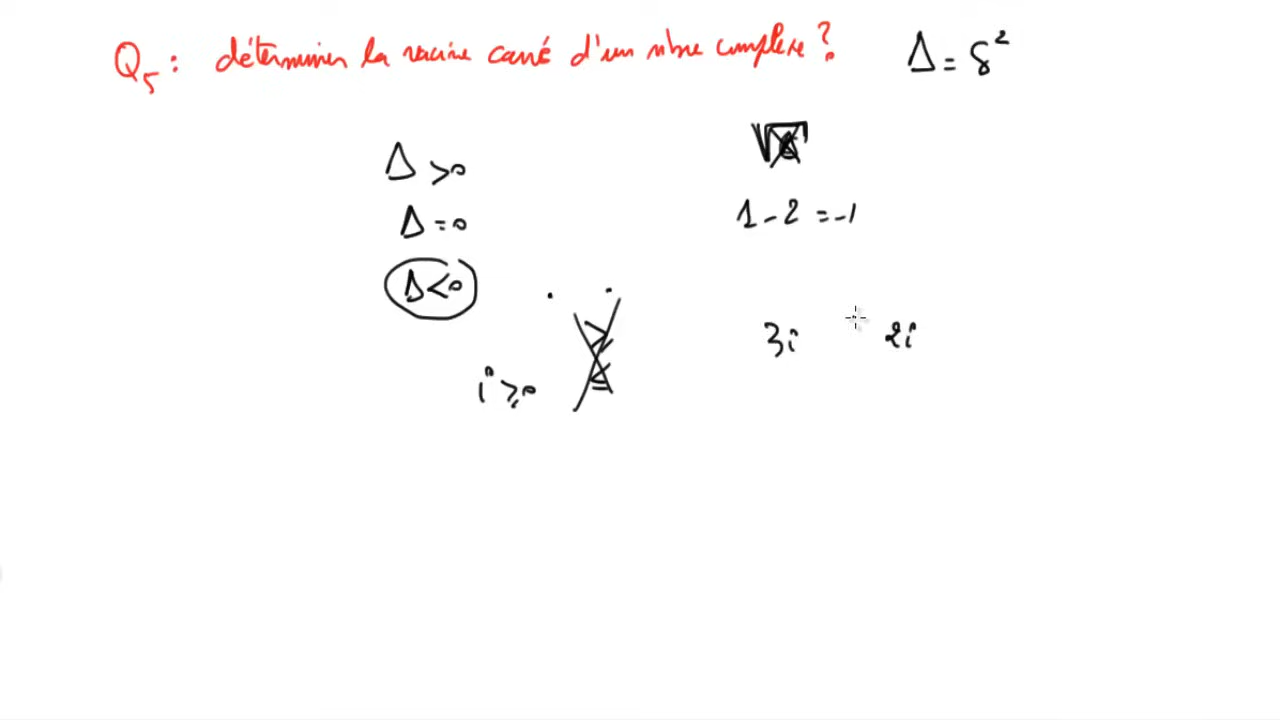 Q5 : déterminer la racine carré d'un nbre complexe ? Δ = δ²
Δ >0
Δ =0
1 - 2 = -1
Δ<0
3i 2i
i ≥0